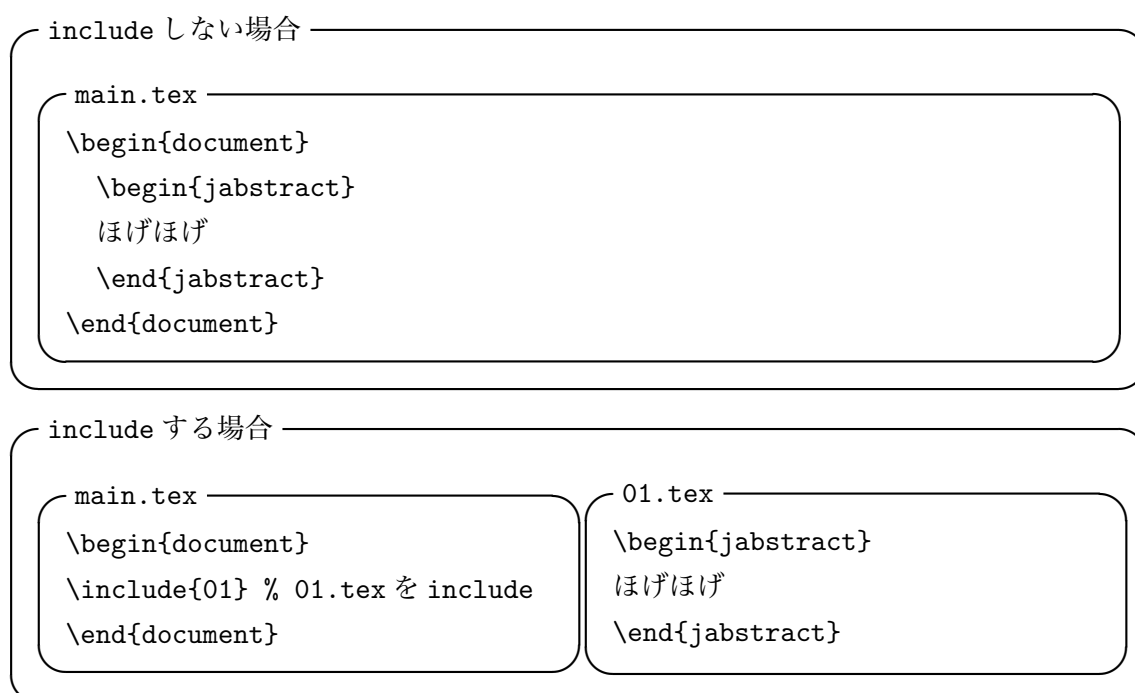 include しない場合
main.tex
\begin{document}
\begin{jabstract}
ほげほげ
\end{jabstract}
\end{document}
include する場合
main.tex
\begin{document}
\include{01} % 01.tex を include
\end{document}
01.tex
\begin{jabstract}
ほげほげ
\end{jabstract}